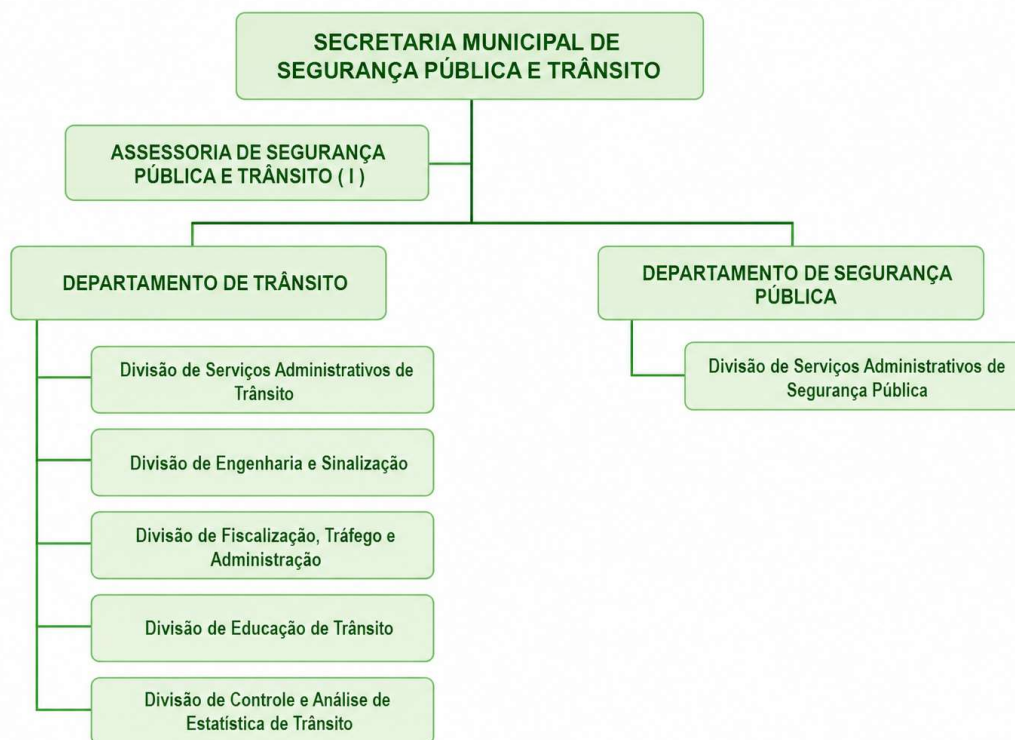 SECRETARIA MUNICIPAL DE
SEGURANÇA PÚBLICA E TRÂNSITO
ASSESSORIA DE SEGURANÇA
PÚBLICA E TRÂNSITO ( I )
DEPARTAMENTO DE TRÂNSITO
Divisão de Serviços Administrativos de
Trânsito
Divisão de Engenharia e Sinalização
Divisão de Fiscalização, Tráfego e
Administração
Divisão de Educação de Trânsito
Divisão de Controle e Análise de
Estatística de Trânsito
DEPARTAMENTO DE SEGURANÇA
PÚBLICA
Divisão de Serviços Administrativos de
Segurança Pública